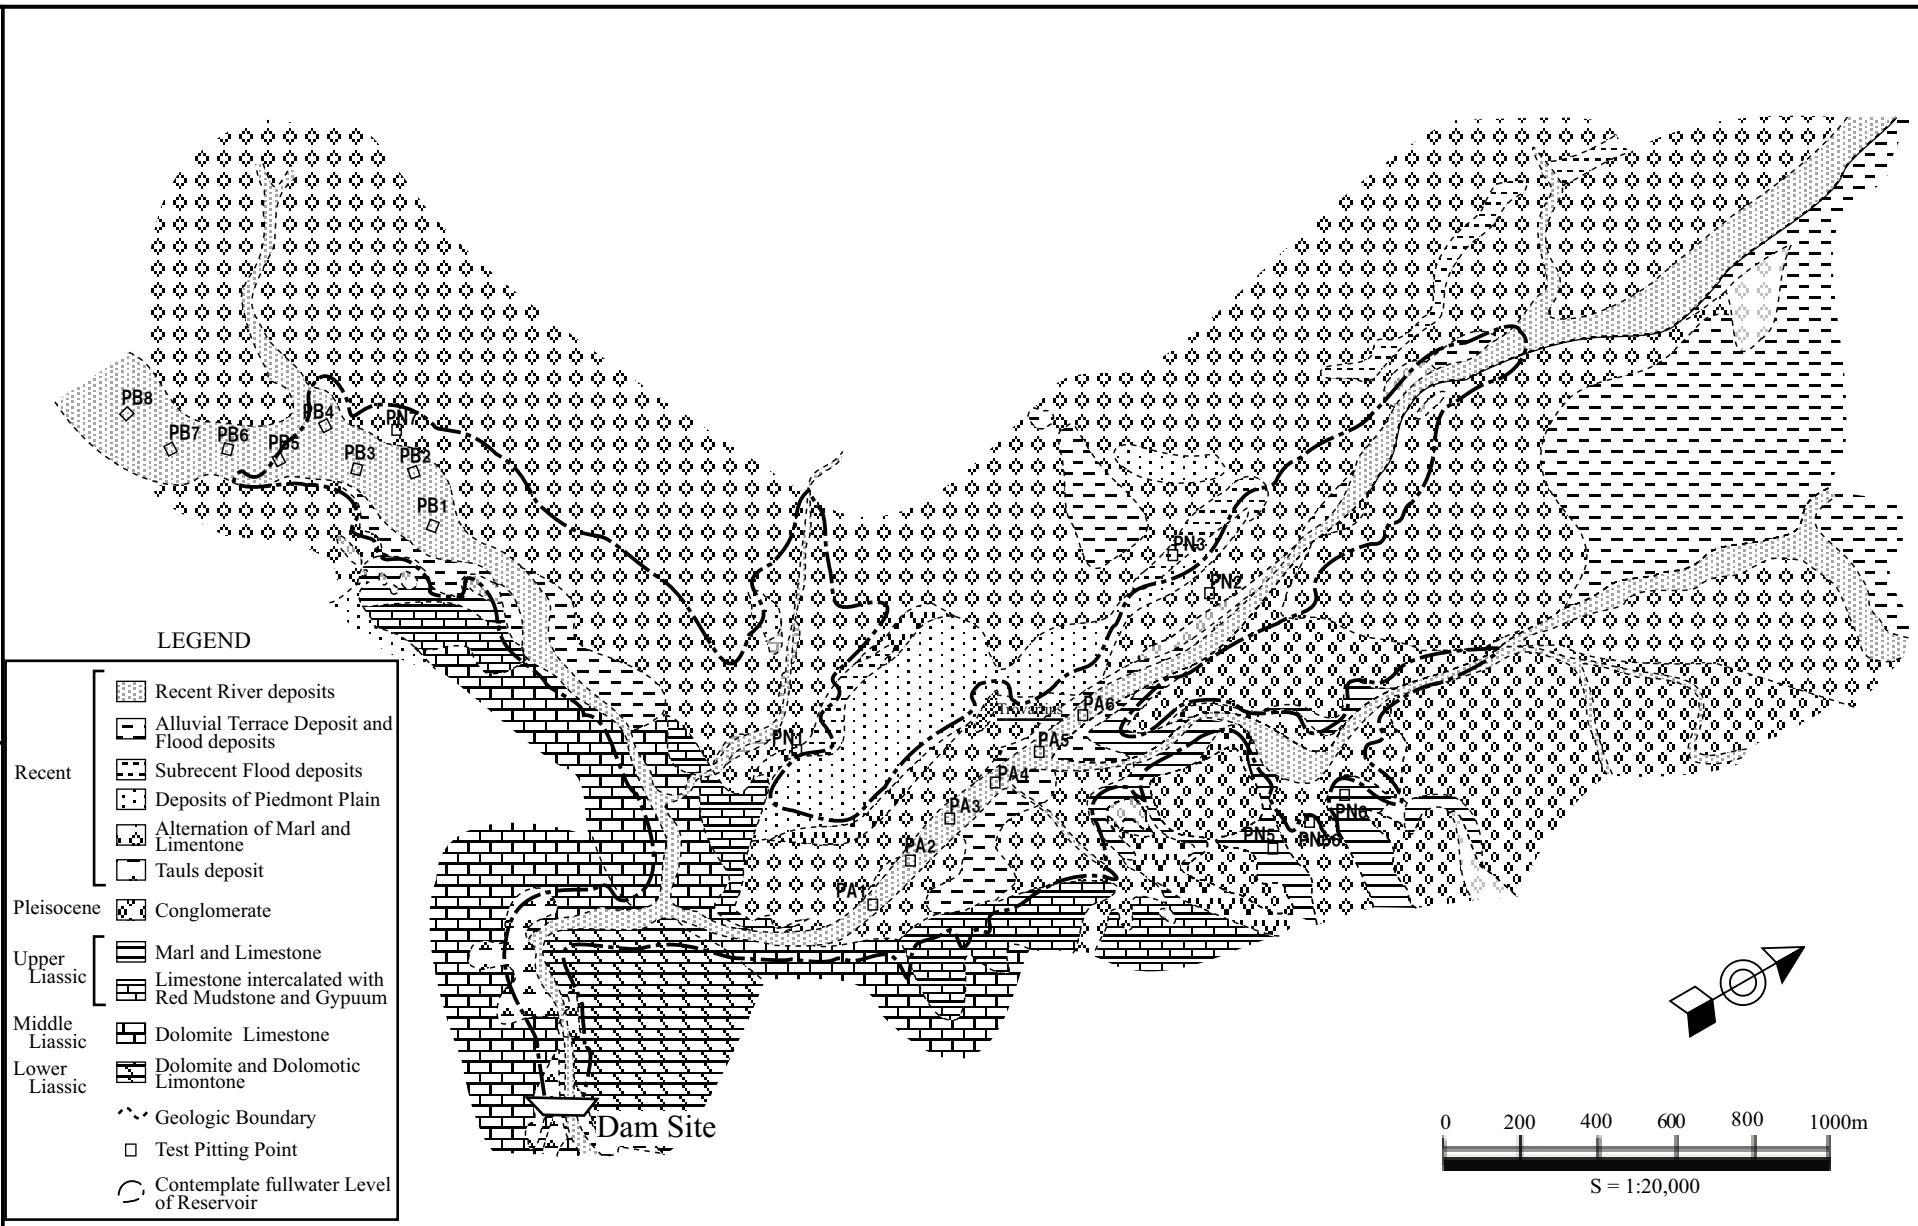 PB8
PB7
PB6
PB5
PB4
PN7
PB3
PB2
PB1
PN3
PN2
PN1
PA6
PA5
PA4
PA3
PA2
PA1
PN8
PN5
LEGEND
Recent
Recent River deposits
Alluvial Terrace Deposit and
Flood deposits
Subrecent Flood deposits
Deposits of Piedmont Plain
Alternation of Marl and
Limentone
Tauls deposit
Pleisocene
Conglomerate
Upper
Liassic
Marl and Limestone
Limestone intercalated with
Red Mudstone and Gypuum
Middle
Liassic
Dolomite Limestone
Lower
Liassic
Dolomite and Dolomotic
Limontone
Geologic Boundary
Test Pitting Point
Contemplate fullwater Level
of Reservoir
Dam Site
0 200 400 600 800 1000m
S = 1:20,000